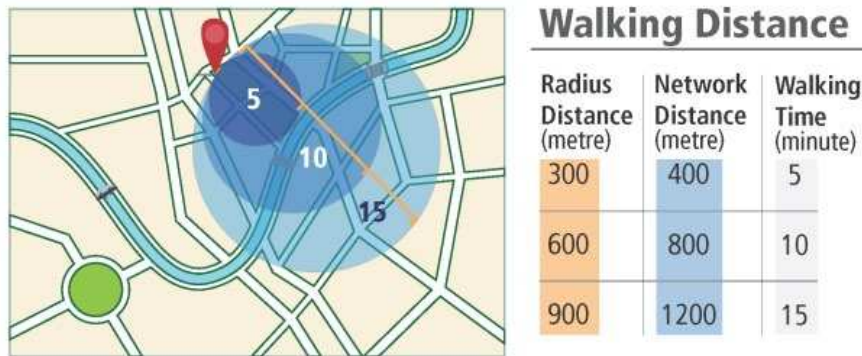 5
10
15
Walking Distance
Radius Network Walking
Distance Distance Time
(metre) (metre) (minute)
300 400 5
600 800 10
900 1200 15